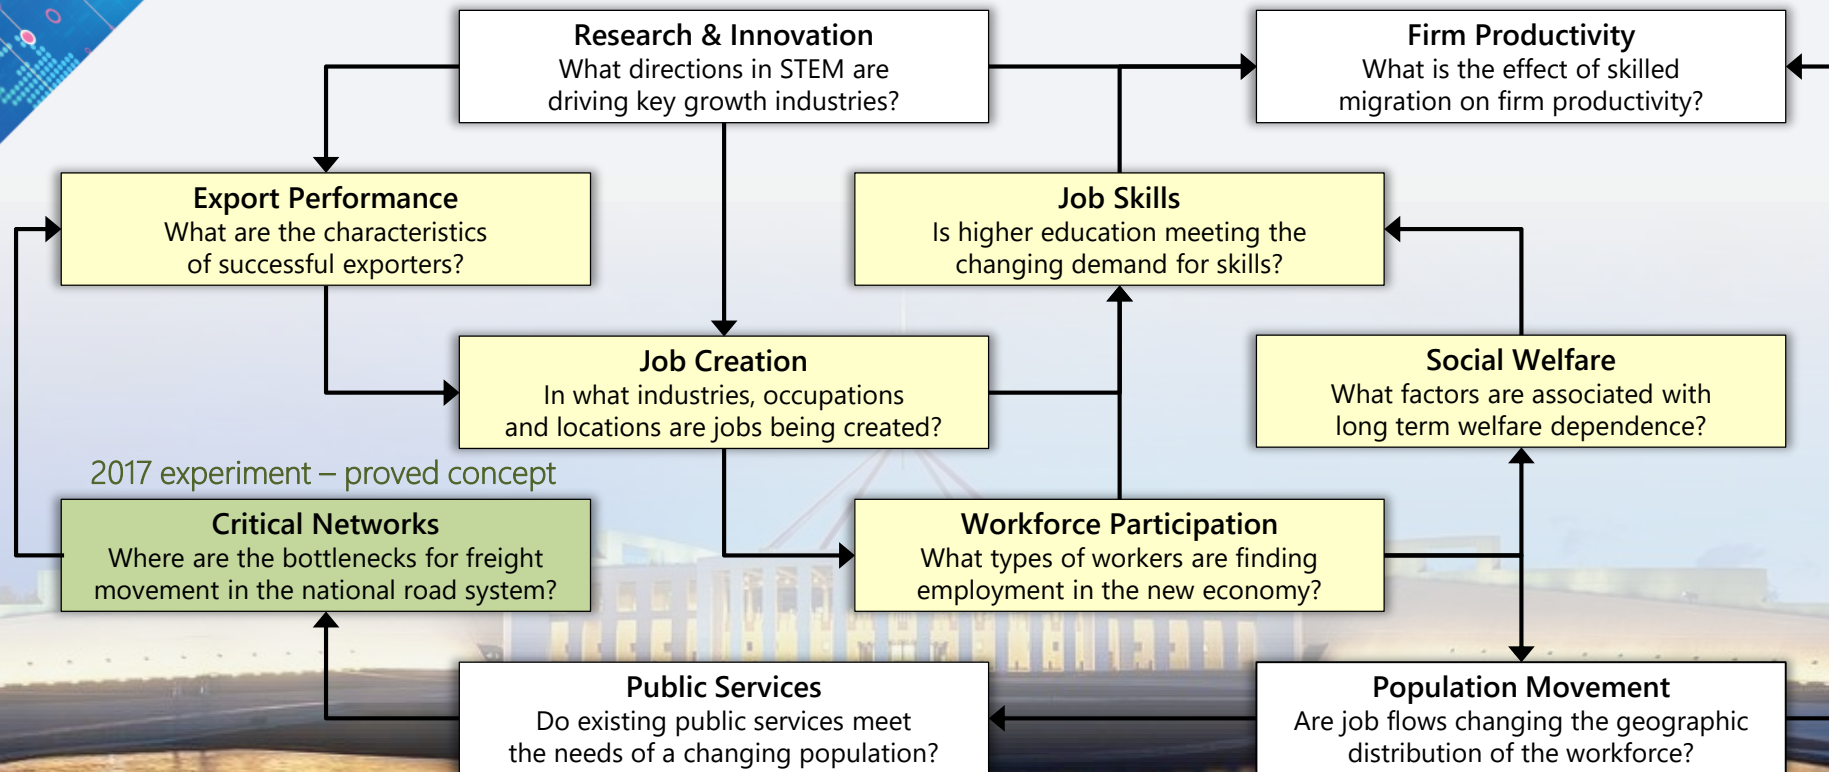 Research & Innovation
What directions in STEM are
driving key growth industries?
Firm Productivity
What is the effect of skilled
migration on firm productivity?
Export Performance
What are the characteristics
of successful exporters?
Job Skills
Is higher education meeting the
changing demand for skills?
Job Creation
In what industries, occupations
and locations are jobs being created?
Social Welfare
What factors are associated with
long term welfare dependence?
2017 experiment – proved concept
Critical Networks
Where are the bottlenecks for freight
movement in the national road system?
Workforce Participation
What types of workers are finding
employment in the new economy?
Public Services
Do existing public services meet
the needs of a changing population?
Population Movement
Are job flows changing the geographic
distribution of the workforce?